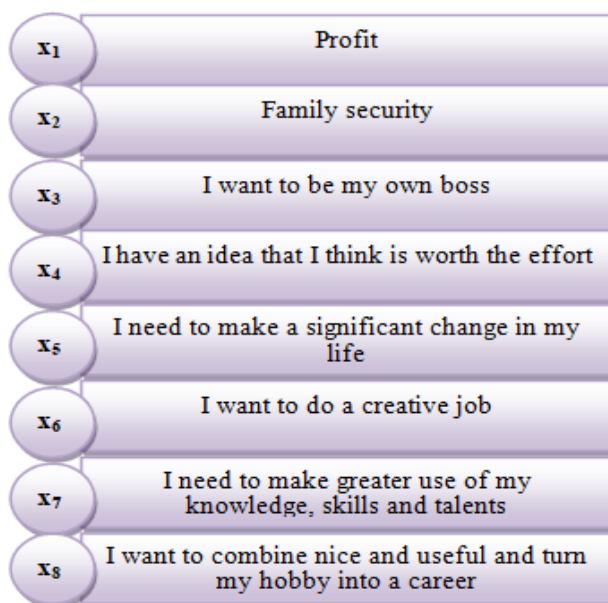 x₁ Profit
x₂ Family security
x₃ I want to be my own boss
x₄ I have an idea that I think is worth the effort
x₅ I need to make a significant change in my
life
x₆ I want to do a creative job
x₇ I need to make greater use of my
knowledge, skills and talents
x₈ I want to combine nice and useful and turn
my hobby into a career